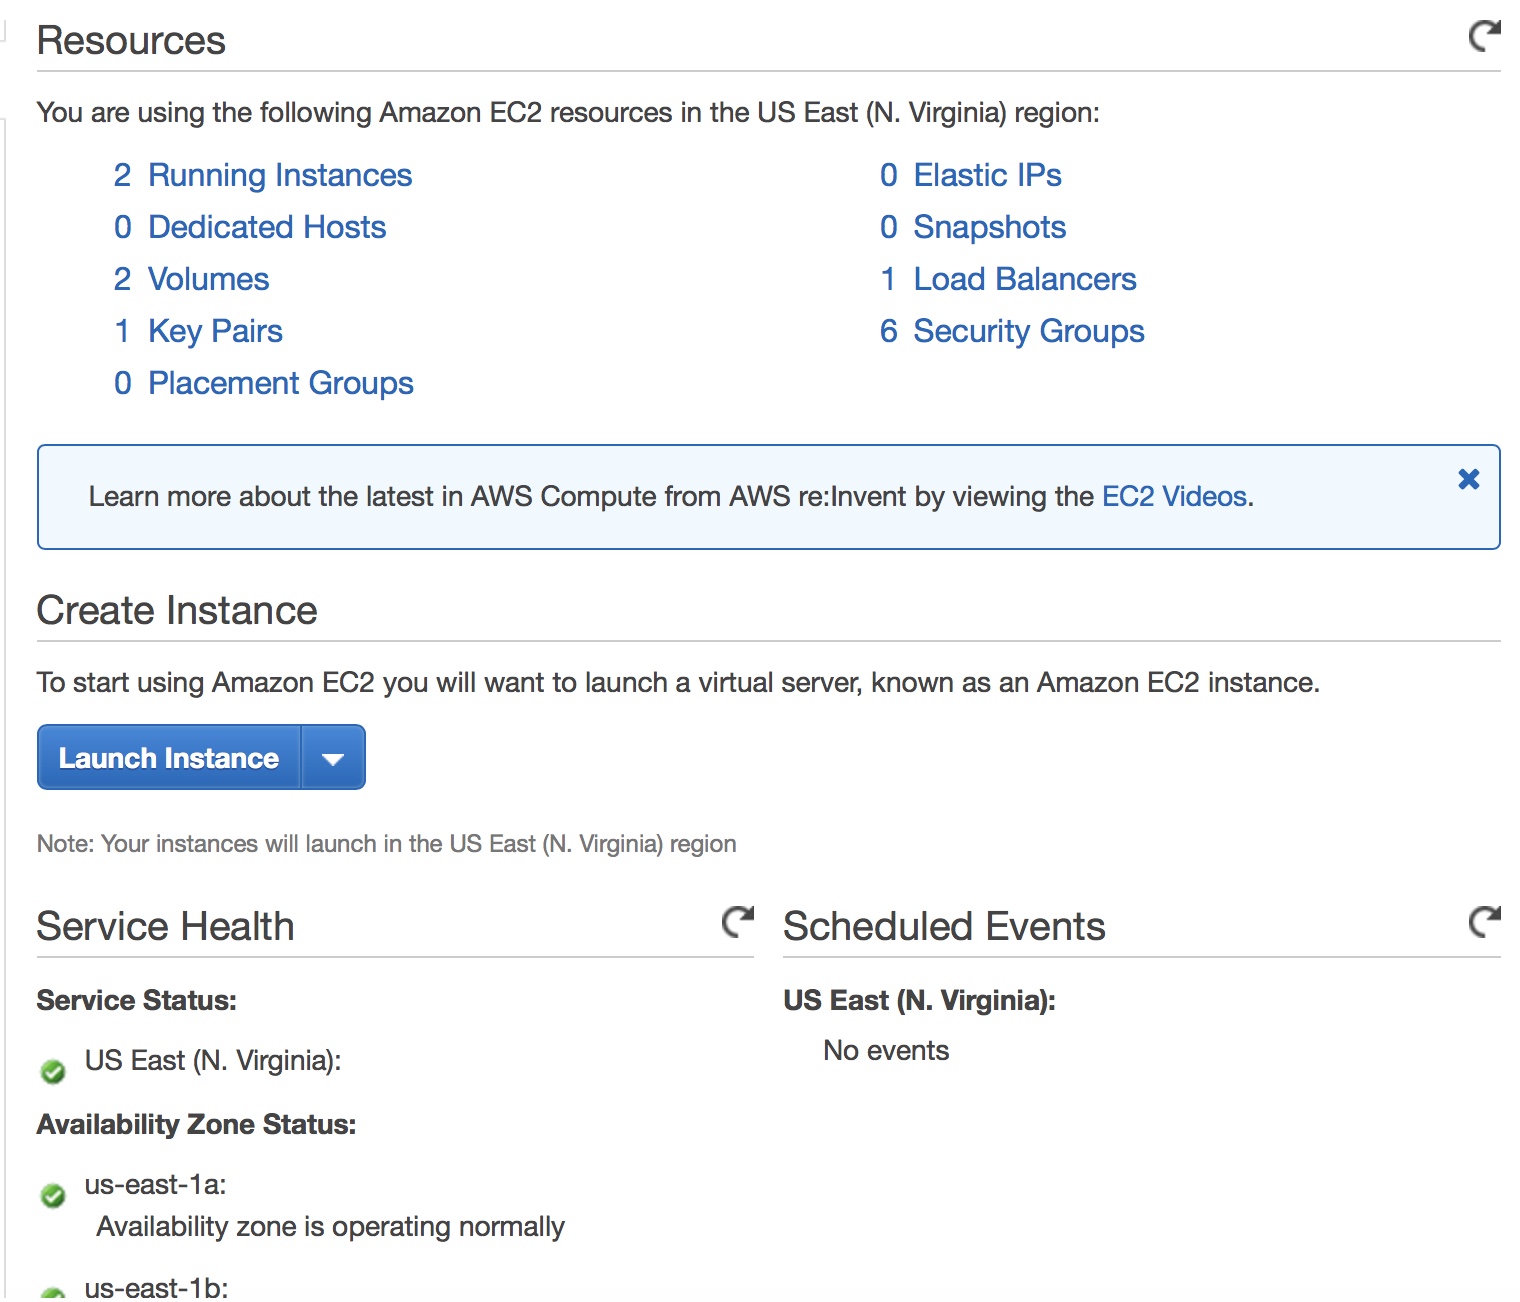 Resources
You are using the following Amazon EC2 resources in the US East (N. Virginia) region:
2 Running Instances
0 Dedicated Hosts
2 Volumes
1 Key Pairs
0 Placement Groups
0 Elastic IPs
0 Snapshots
1 Load Balancers
6 Security Groups
Learn more about the latest in AWS Compute from AWS re:Invent by viewing the EC2 Videos.
Create Instance
To start using Amazon EC2 you will want to launch a virtual server, known as an Amazon EC2 instance.
Launch Instance
Note: Your instances will launch in the US East (N. Virginia) region
Service Health
Service Status:
US East (N. Virginia):
Availability Zone Status:
us-east-1a:
Availability zone is operating normally
us-east-1b:
Scheduled Events
US East (N. Virginia):
No events